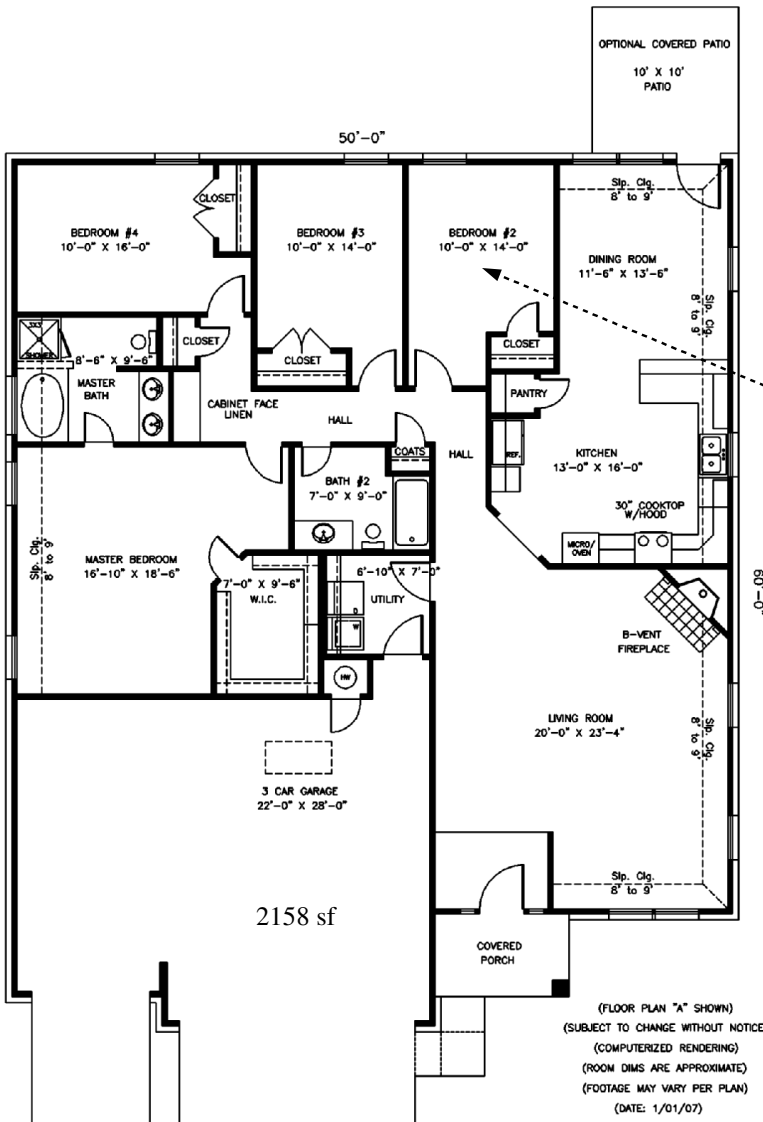 OPTIONAL COVERED PATIO
10' X 10'
PATIO
50'-0"
Slp. Clg.
8' to 9'
CLOSET
BEDROOM #4
10'-0" X 16'-0"
BEDROOM #3
10'-0" X 14'-0"
BEDROOM #2
10'-0" X 14'-0"
DINING ROOM
11'-6" X 13'-6"
Slp. Clg.
8' to 9'
3X3
SHOWER
8'-6" X 9'-6"
CLOSET
CLOSET
CLOSET
MASTER
BATH
CABINET FACE
LINEN
HALL
PANTRY
COATS
HALL
REF.
KITCHEN
13'-0" X 16'-0"
BATH #2
7'-0" X 9'-0"
30" COOKTOP
W/HOOD
MICRO/
OVEN
Slp. Clg.
8' to 9'
MASTER BEDROOM
16'-10" X 18'-6"
7'-0" X 9'-6"
W.I.C.
6'-10" X 7'-0"
UTILITY
D
W
60'-0"
B-VENT
FIREPLACE
HW
LIVING ROOM
20'-0" X 23'-4"
Slp. Clg.
8' to 9'
3 CAR GARAGE
22'-0" X 28'-0"
Slp. Clg.
8' to 9'
2158 sf
COVERED
PORCH
(FLOOR PLAN "A" SHOWN)
(SUBJECT TO CHANGE WITHOUT NOTICE
(COMPUTERIZED RENDERING)
(ROOM DIMS ARE APPROXIMATE)
(FOOTAGE MAY VARY PER PLAN)
(DATE: 1/01/07)